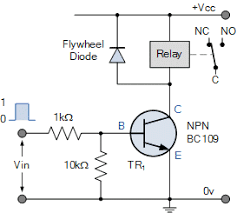 +Vcc
NC NO
Flywheel
Diode
Relay
C
1
0
1kΩ
C
B
NPN
BC109
Vin
10kΩ
TR1
E
0v